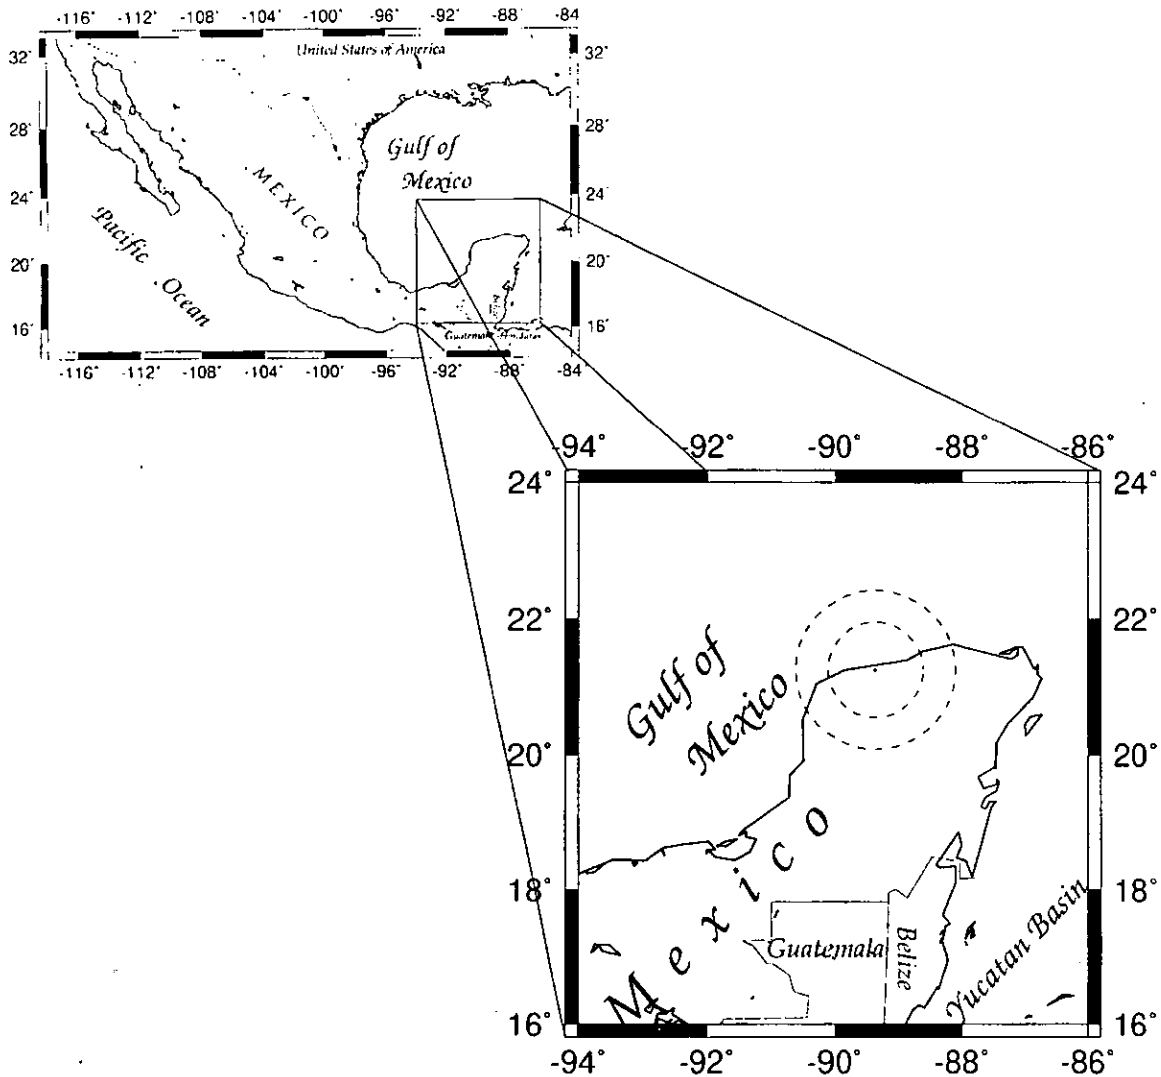 -116° -112° -108° -104° -100° -96° -92° -88° -84
United States of America
32° 32°
28° 28°
Gulf of
Mexico
MEXICO
24° 24°
Pacific Ocean
20° 20°
16° 16°
Guatemala Honduras
-116° -112° -108° -104° -100° -96° -92° -88° -84
-94° -92° -90° -88° -86°
24° 24°
22° 22°
Gulf of
Mexico
20° 20°
Mexico
18° 18°
Guatemala
Belize
Yucatan Basin
16° 16°
-94° -92° -90° -88° -86°